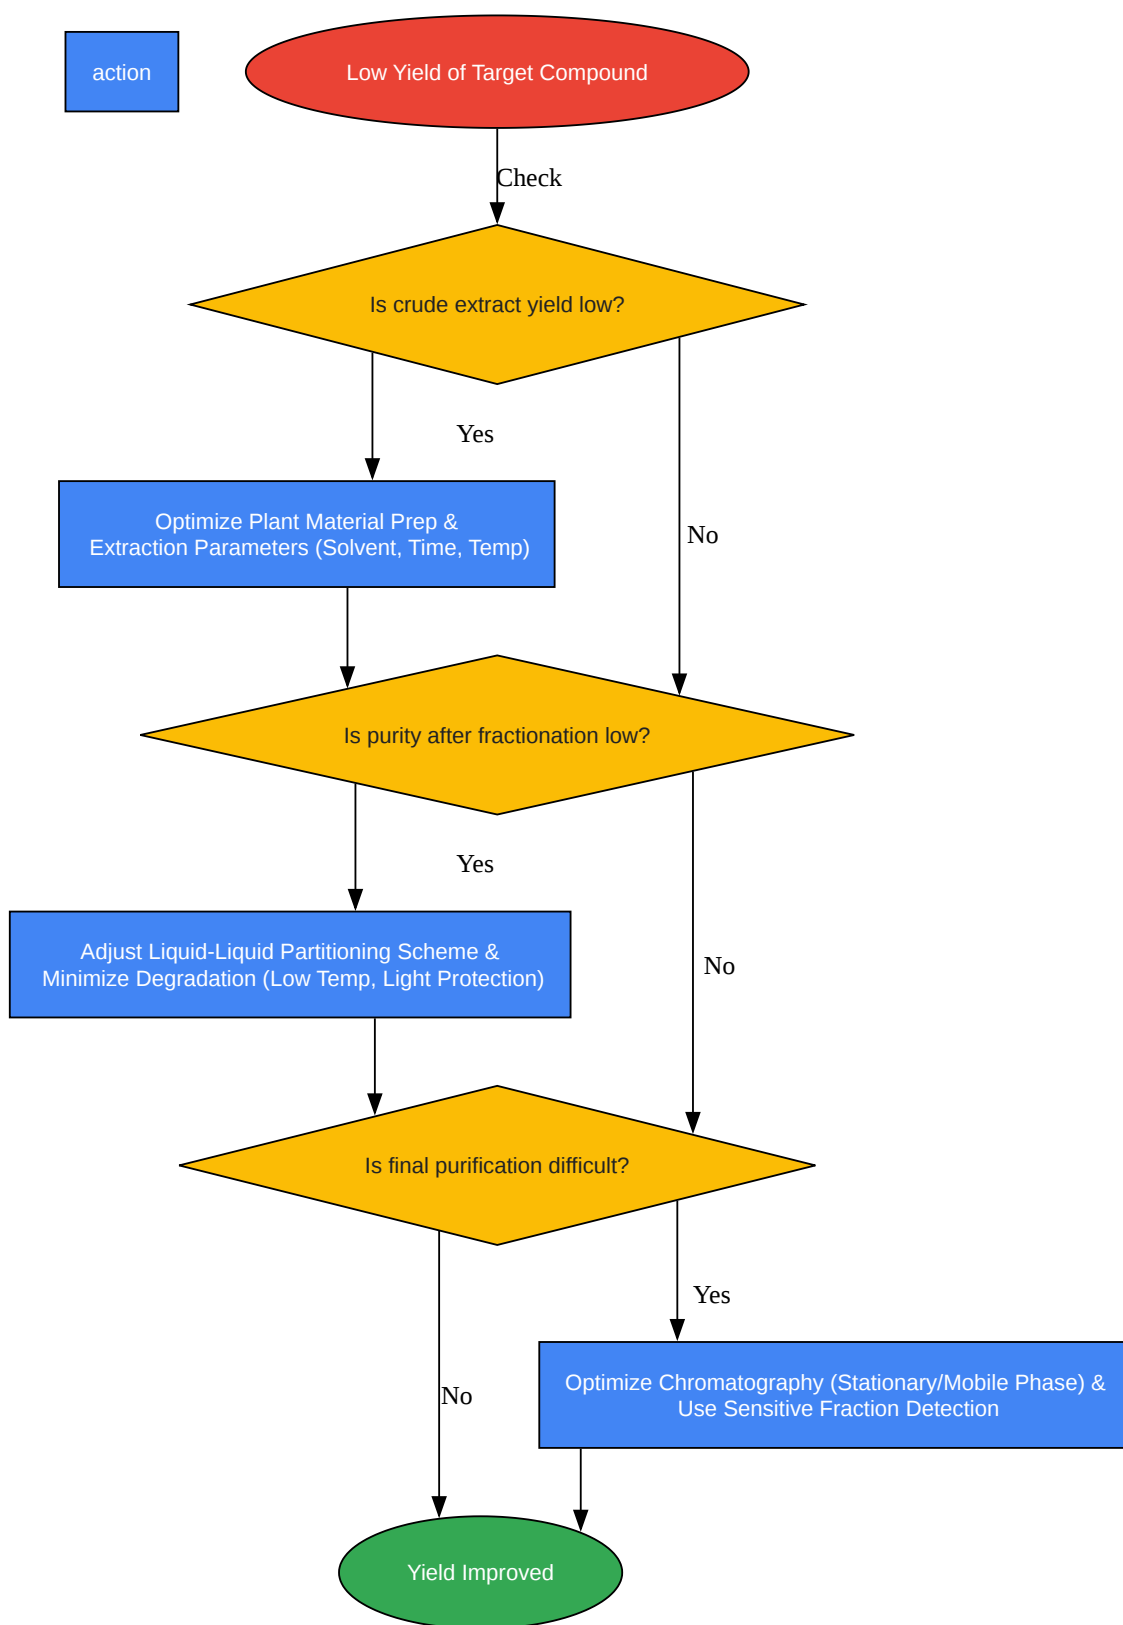 action
Low Yield of Target Compound
Check
Is crude extract yield low?
Yes
Optimize Plant Material Prep &
Extraction Parameters (Solvent, Time, Temp)
No
Is purity after fractionation low?
Yes
Adjust Liquid-Liquid Partitioning Scheme &
Minimize Degradation (Low Temp, Light Protection)
No
Is final purification difficult?
Yes
Optimize Chromatography (Stationary/Mobile Phase) &
Use Sensitive Fraction Detection
No
Yield Improved